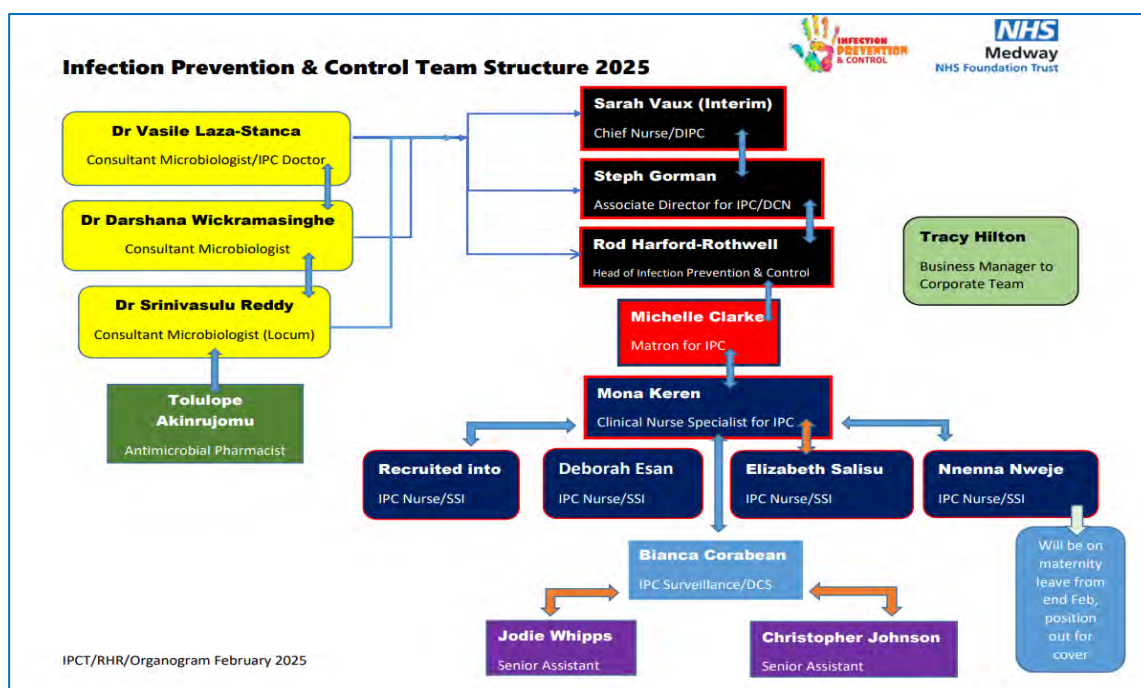 INFECTION
PREVENTION
& CONTROL
NHS
Medway
NHS Foundation Trust
Infection Prevention & Control Team Structure 2025
Dr Vasile Laza-Stanca
Consultant Microbiologist/IPC Doctor
Dr Darshana Wickramasinghe
Consultant Microbiologist
Dr Srinivasulu Reddy
Consultant Microbiologist (Locum)
Tolulope
Akinrujomu
Antimicrobial Pharmacist
Sarah Vaux (Interim)
Chief Nurse/DIPC
Steph Gorman
Associate Director for IPC/DCN
Rod Harford-Rothwell
Head of Infection Prevention & Control
Tracy Hilton
Business Manager to
Corporate Team
Michelle Clarke
Matron for IPC
Mona Keren
Clinical Nurse Specialist for IPC
Recruited into
IPC Nurse/SSI
Deborah Esan
IPC Nurse/SSI
Elizabeth Salisu
IPC Nurse/SSI
Nnenna Nweje
IPC Nurse/SSI
Will be on
maternity
leave from
end Feb,
position
out for
cover
Bianca Corabean
IPC Surveillance/DCS
Jodie Whipps
Senior Assistant
Christopher Johnson
Senior Assistant
IPCT/RHR/Organogram February 2025